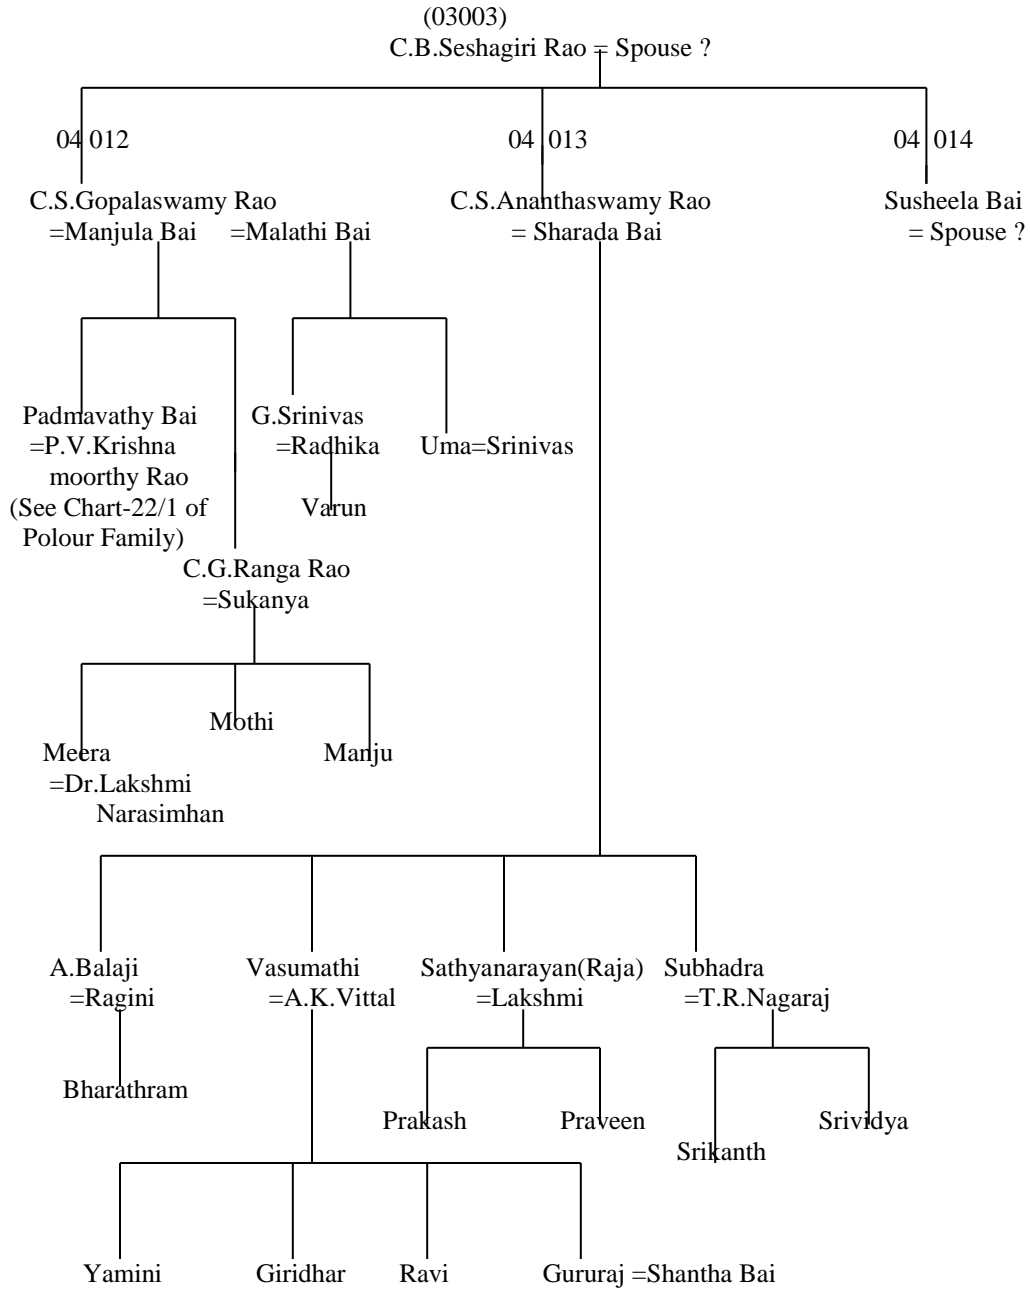 (03003)
C.B.Seshagiri Rao = Spouse ?
04 012 04 013 04 014
C.S.Gopalaswamy Rao C.S.Ananthaswamy Rao Susheela Bai
=Manjula Bai =Malathi Bai = Sharada Bai = Spouse ?
Padmavathy Bai G.Srinivas
=P.V.Krishna =Radhika Uma=Srinivas
moorthy Rao
(See Chart-22/1 of Varun
Polour Family)
C.G.Ranga Rao
=Sukanya
Mothi
Meera Manju
=Dr.Lakshmi
Narasimhan
A.Balaji Vasumathi Sathyanarayan(Raja) Subhadra
=Ragini =A.K.Vittal =Lakshmi =T.R.Nagaraj
Bharathram
Prakash Praveen Srividya
Srikanth
Yamini Giridhar Ravi Gururaj =Shantha Bai